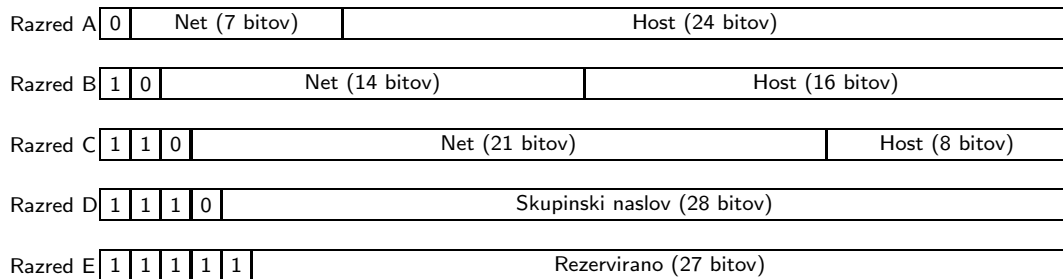 Razred A 0 Net (7 bitov) Host (24 bitov)
Razred B 1 0 Net (14 bitov) Host (16 bitov)
Razred C 1 1 0 Net (21 bitov) Host (8 bitov)
Razred D 1 1 1 0 Skupinski naslov (28 bitov)
Razred E 1 1 1 1 1 Rezervirano (27 bitov)